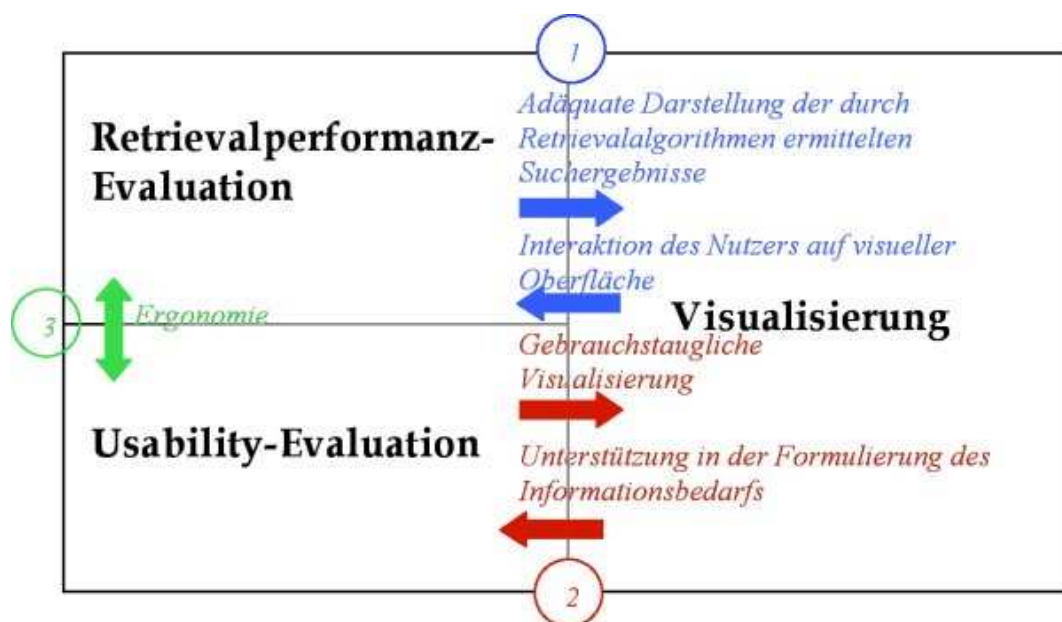 1
Adäquate Darstellung der durch
Retrievalalgorithmen ermittelten
Suchergebnisse
Retrievalperformanz-
Evaluation
Interaktion des Nutzers auf visueller
Oberfläche
3
Ergonomie
Visualisierung
Gebrauchstaugliche
Visualisierung
Usability-Evaluation
Unterstützung in der Formulierung des
Informationsbedarfs
2